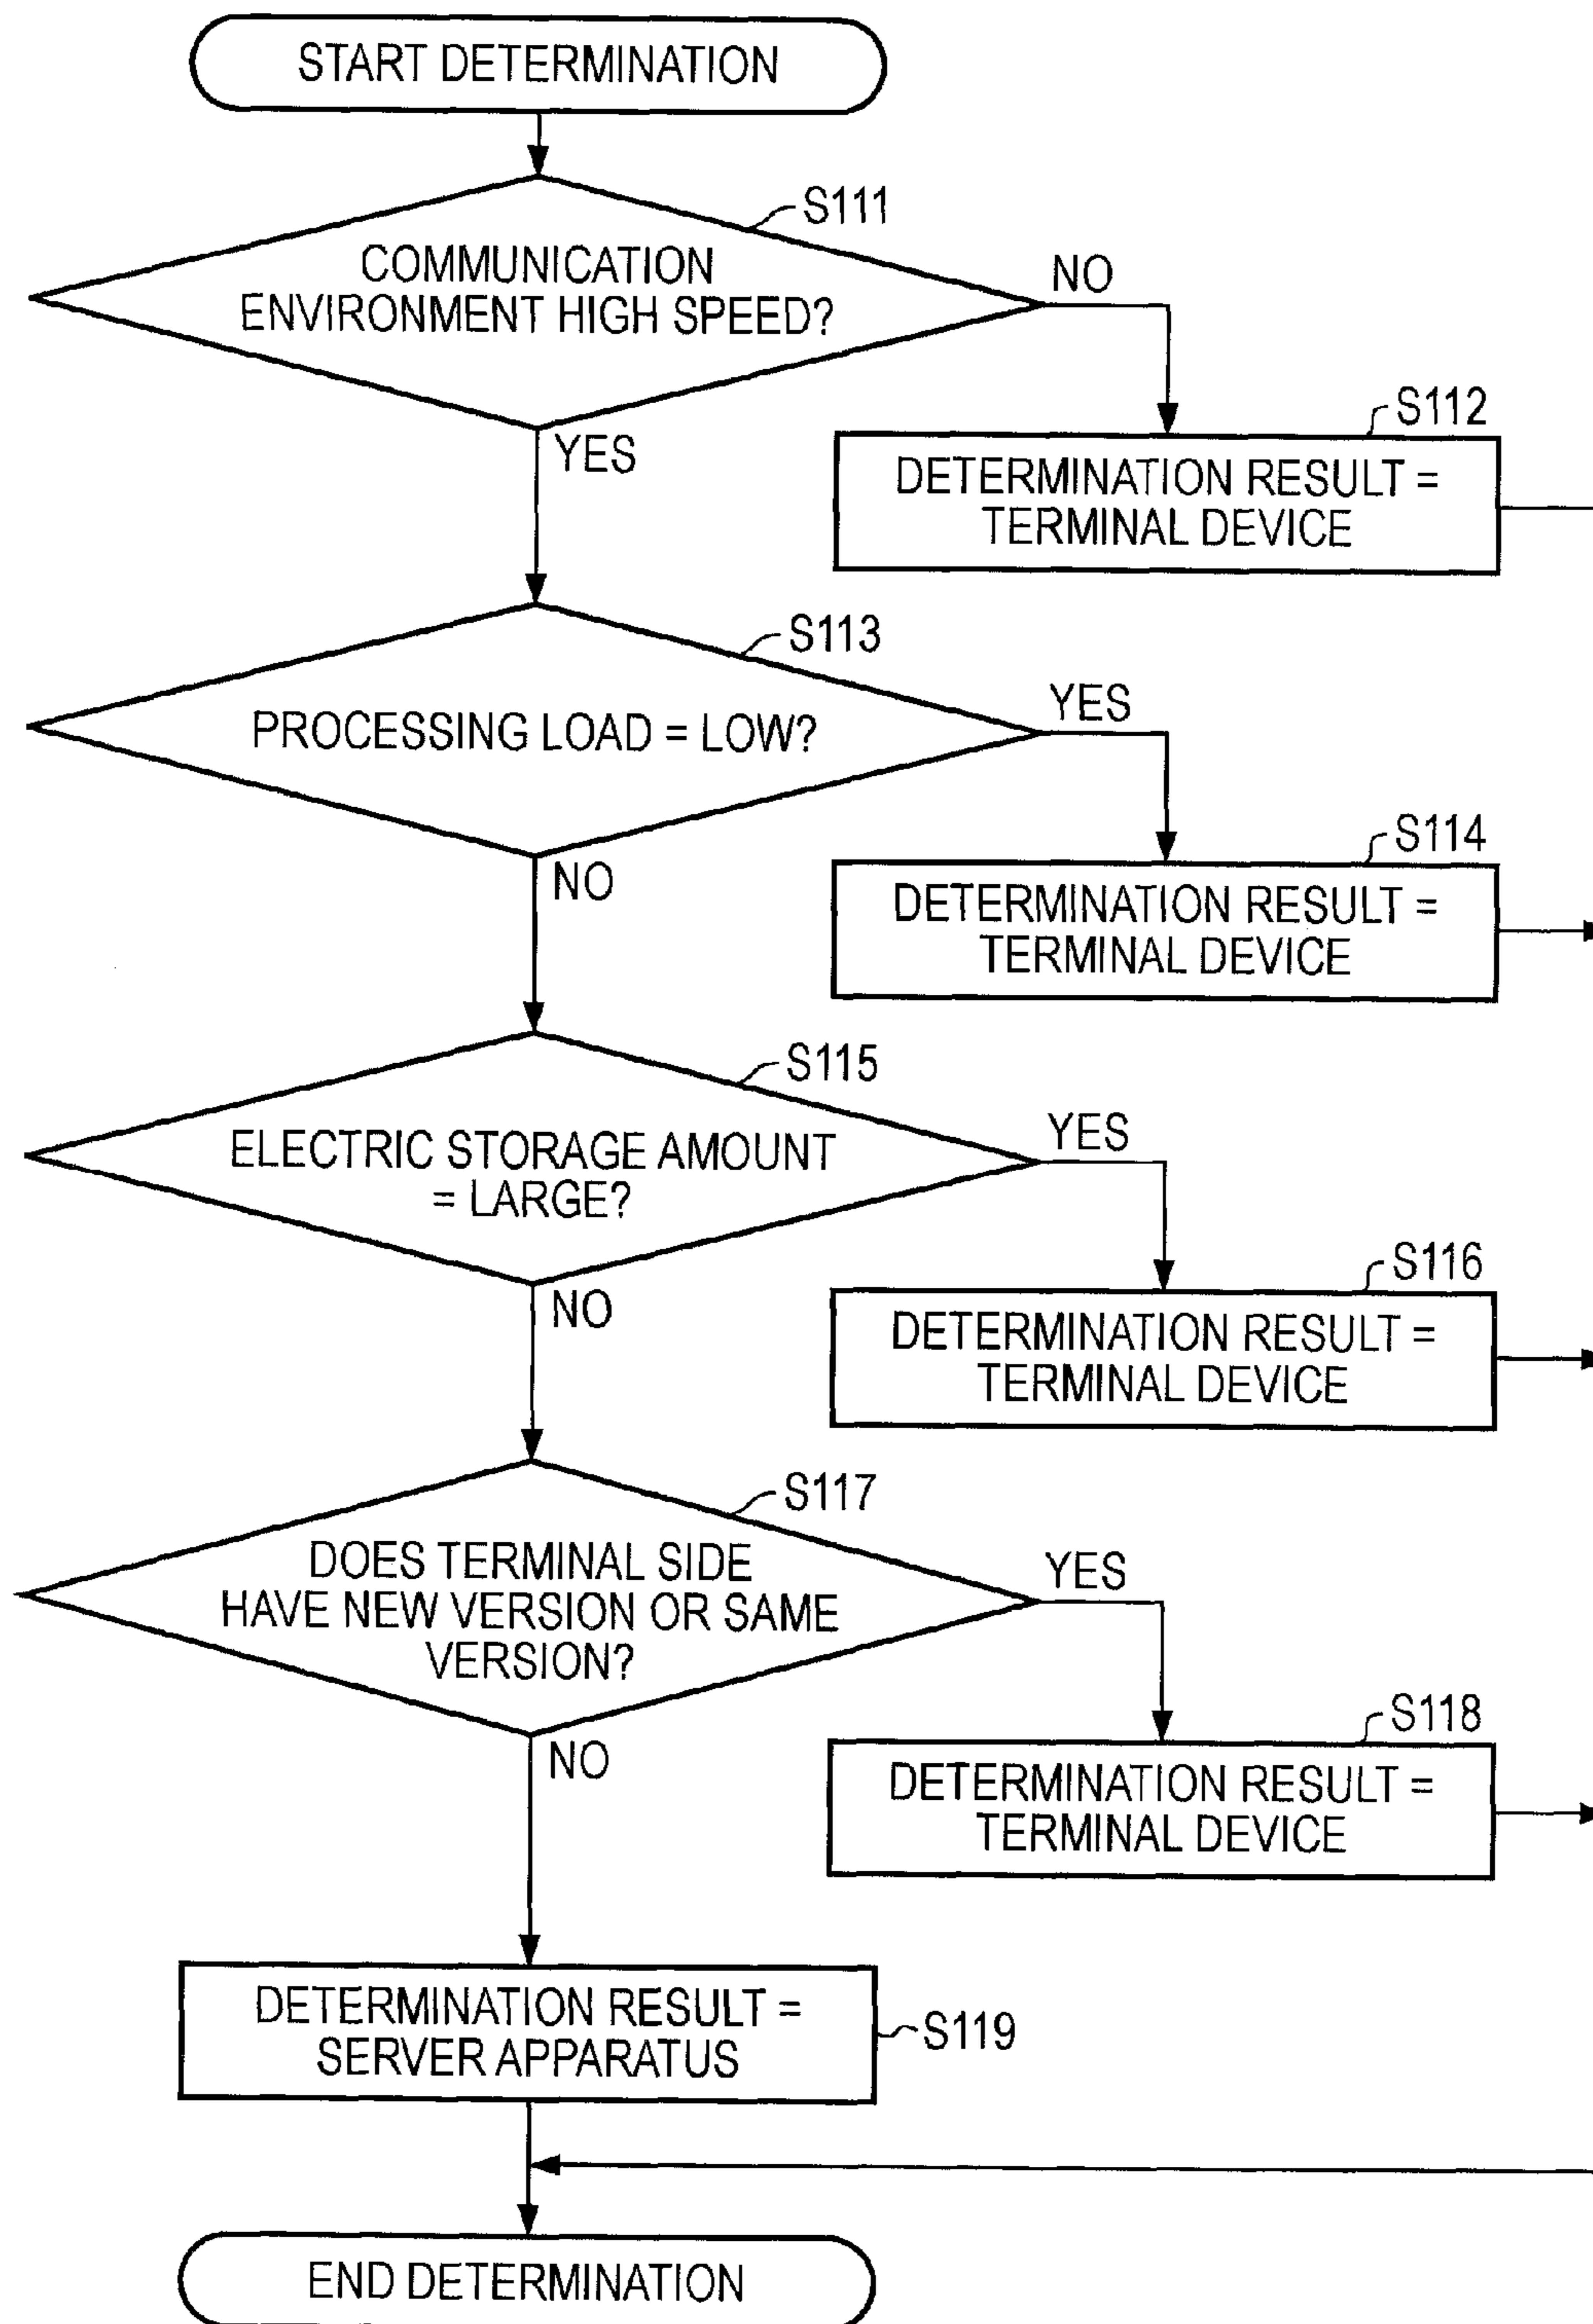 START DETERMINATION
S111
COMMUNICATION
ENVIRONMENT HIGH SPEED?
NO
YES
S112
DETERMINATION RESULT =
TERMINAL DEVICE
S113
PROCESSING LOAD = LOW?
YES
NO
S114
DETERMINATION RESULT =
TERMINAL DEVICE
S115
ELECTRIC STORAGE AMOUNT
= LARGE?
YES
NO
S116
DETERMINATION RESULT =
TERMINAL DEVICE
S117
DOES TERMINAL SIDE
HAVE NEW VERSION OR SAME
VERSION?
YES
NO
S118
DETERMINATION RESULT =
TERMINAL DEVICE
DETERMINATION RESULT =
SERVER APPARATUS
S119
END DETERMINATION